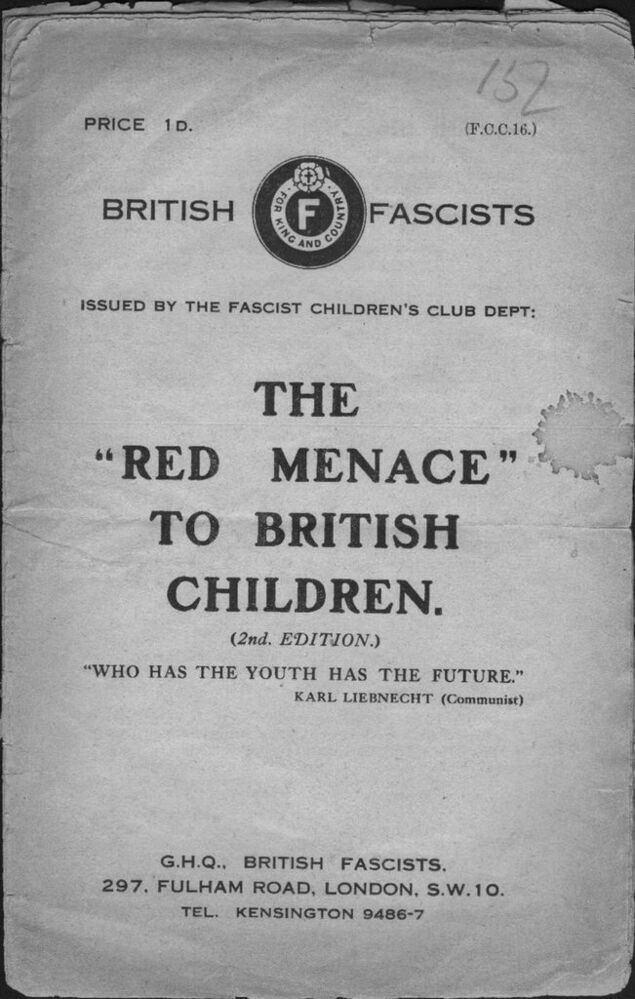 152
PRICE 1D.
(F.C.C.16.)
BRITISH FASCISTS
FOR KING AND COUNTRY
F
ISSUED BY THE FASCIST CHILDREN'S CLUB DEPT:
THE
"RED MENACE"
TO BRITISH
CHILDREN.
(2nd. EDITION.)
"WHO HAS THE YOUTH HAS THE FUTURE."
KARL LIEBNECHT (Communist)
G.H.Q., BRITISH FASCISTS.
297, FULHAM ROAD, LONDON, S.W.10.
TEL. KENSINGTON 9486-7